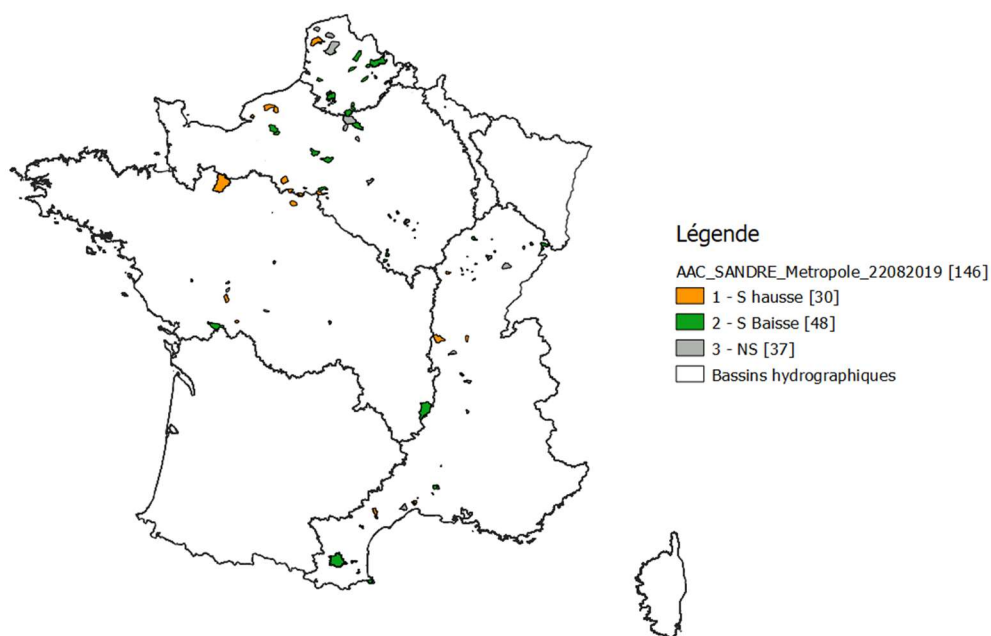 Légende
AAC_SANDRE_Metropole_22082019 [146]
1 - S hausse [30]
2 - S Baisse [48]
3 - NS [37]
Bassins hydrographiques